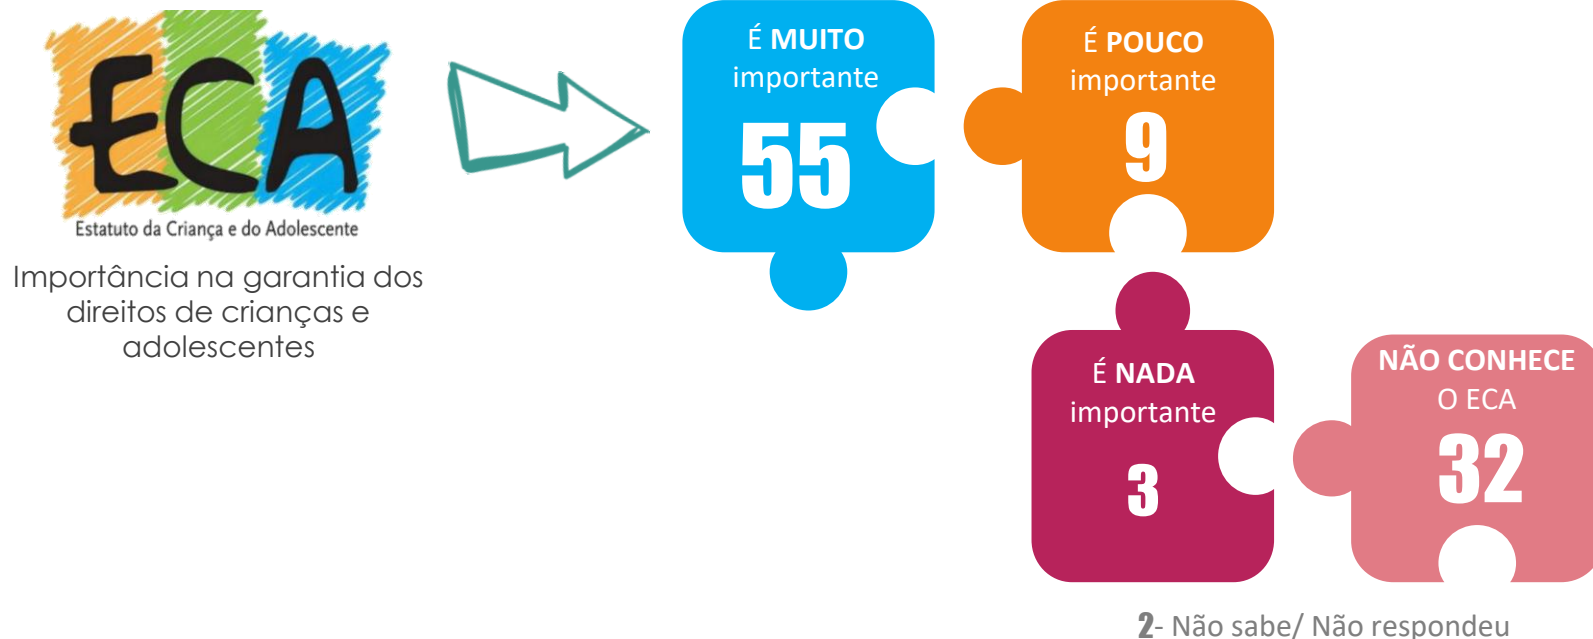 ECA
Estatuto da Criança e do Adolescente
Importância na garantia dos
direitos de crianças e
adolescentes
É MUITO
importante
55
É POUCO
importante
9
É NADA
importante
3
NÃO CONHECE
O ECA
32
2- Não sabe/ Não respondeu